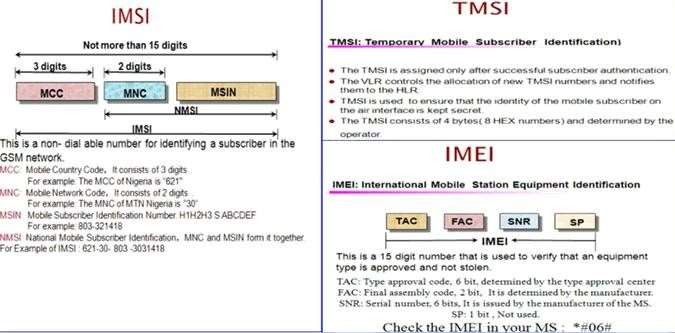 IMSI
Not more than 15 digits
3 digits
2 digits
MCC
MNC
MSIN
NMSI
IMSI
This is a non- dial able number for identifying a subscriber in the
GSM network.
MCC: Mobile Country Code, It consists of 3 digits
For example The MCC of Nigeria is "621"
MNC: Mobile Network Code, It consists of 2 digits
For example The MNC of MTN Nigeria is "30"
MSIN Mobile Subscriber Identification Number. H1H2H3 S ABCDEF
For example: 803-321418
NMSI National Mobile Subscriber Identification, MNC and MSIN form it together.
For Example of IMSI : 621-30- 803 -3031418
TMSI
TMSI: Temporary Mobile Subscriber Identification)
The TMSI is assigned only after successful subscriber authentication.
The VLR controls the allocation of new TMSI numbers and notifies
them to the HLR.
TMSI is used to ensure that the identity of the mobile subscriber on
the air interface is kept secret.
The TMSI consists of 4 bytes( 8 HEX numbers) and determined by the
operator.
IMEI
IMEI: International Mobile Station Equipment Identification
TAC
FAC
SNR
SP
IMEI
This is a 15 digit number that is used to verify that an equipment
type is approved and not stolen.
TAC: Type approval code, 6 bit, determined by the type approval center
FAC: Final assembly code, 2 bit, It is determined by the manufacturer.
SNR: Serial number, 6 bits, It is issued by the manufacturer of the MS.
SP: 1 bit , Not used.
Check the IMEI in your MS : *#06#